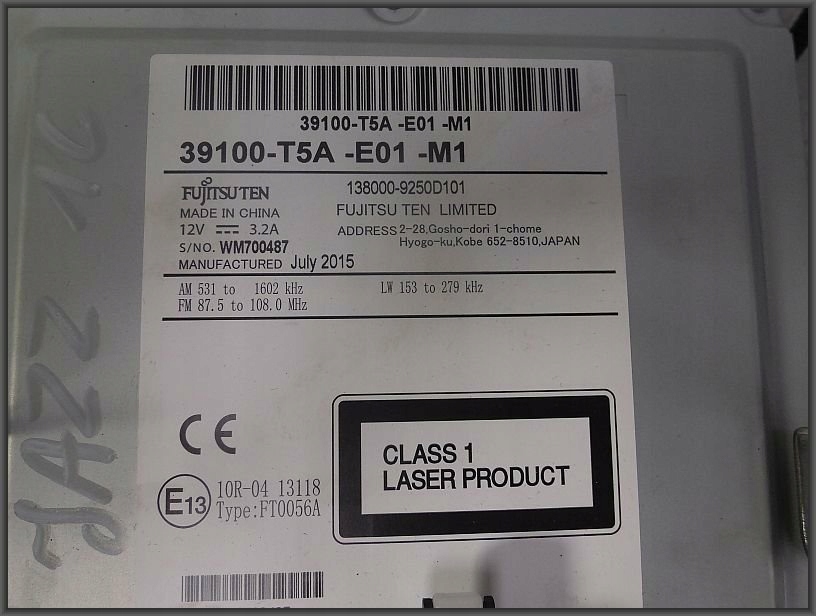 39100-T5A -E01 -M1
39100-T5A -E01 -M1
FUJITSU TEN
138000-9250D101
MADE IN CHINA
FUJITSU TEN LIMITED
12V 3.2A
ADDRESS 2-28,Gosho-dori 1-chome
Hyogo-ku,Kobe 652-8510,JAPAN
S/NO. WM700487
MANUFACTURED July 2015
AM 531 to 1602 kHz
LW 153 to 279 kHz
FM 87.5 to 108.0 MHz
CE
CLASS 1
LASER PRODUCT
E13
10R-04 13118
Type:FT0056A
JAZZ